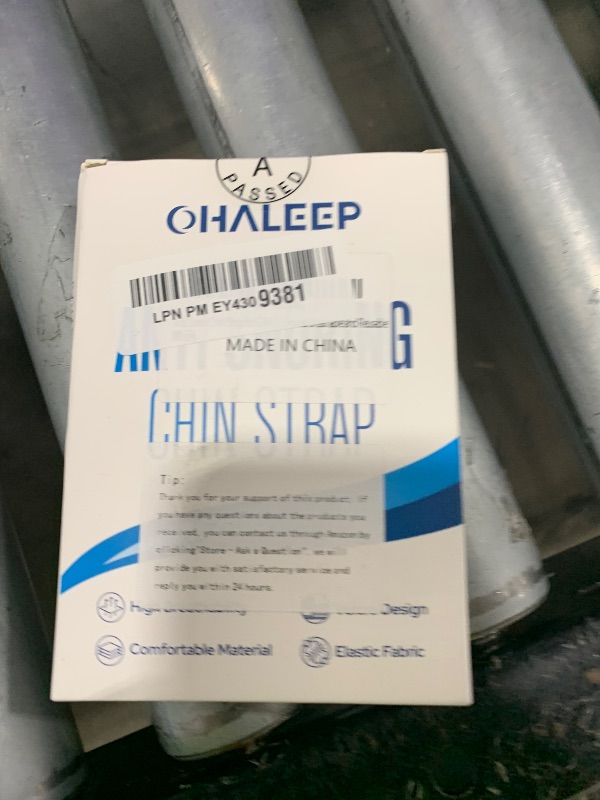 A
PASSED
OHALEEP
LPN PM EY4309381
MADE IN CHINA
CHIN STRAP
Tip:
Thank you for your support of this product. If
you have any questions about the products you
received, you can contact us through Amazon by
clicking"Store - Ask a Question", we will
provide you with satisfactory service and
reply you within 24 hours.
Design
Comfortable Material
Elastic Fabric